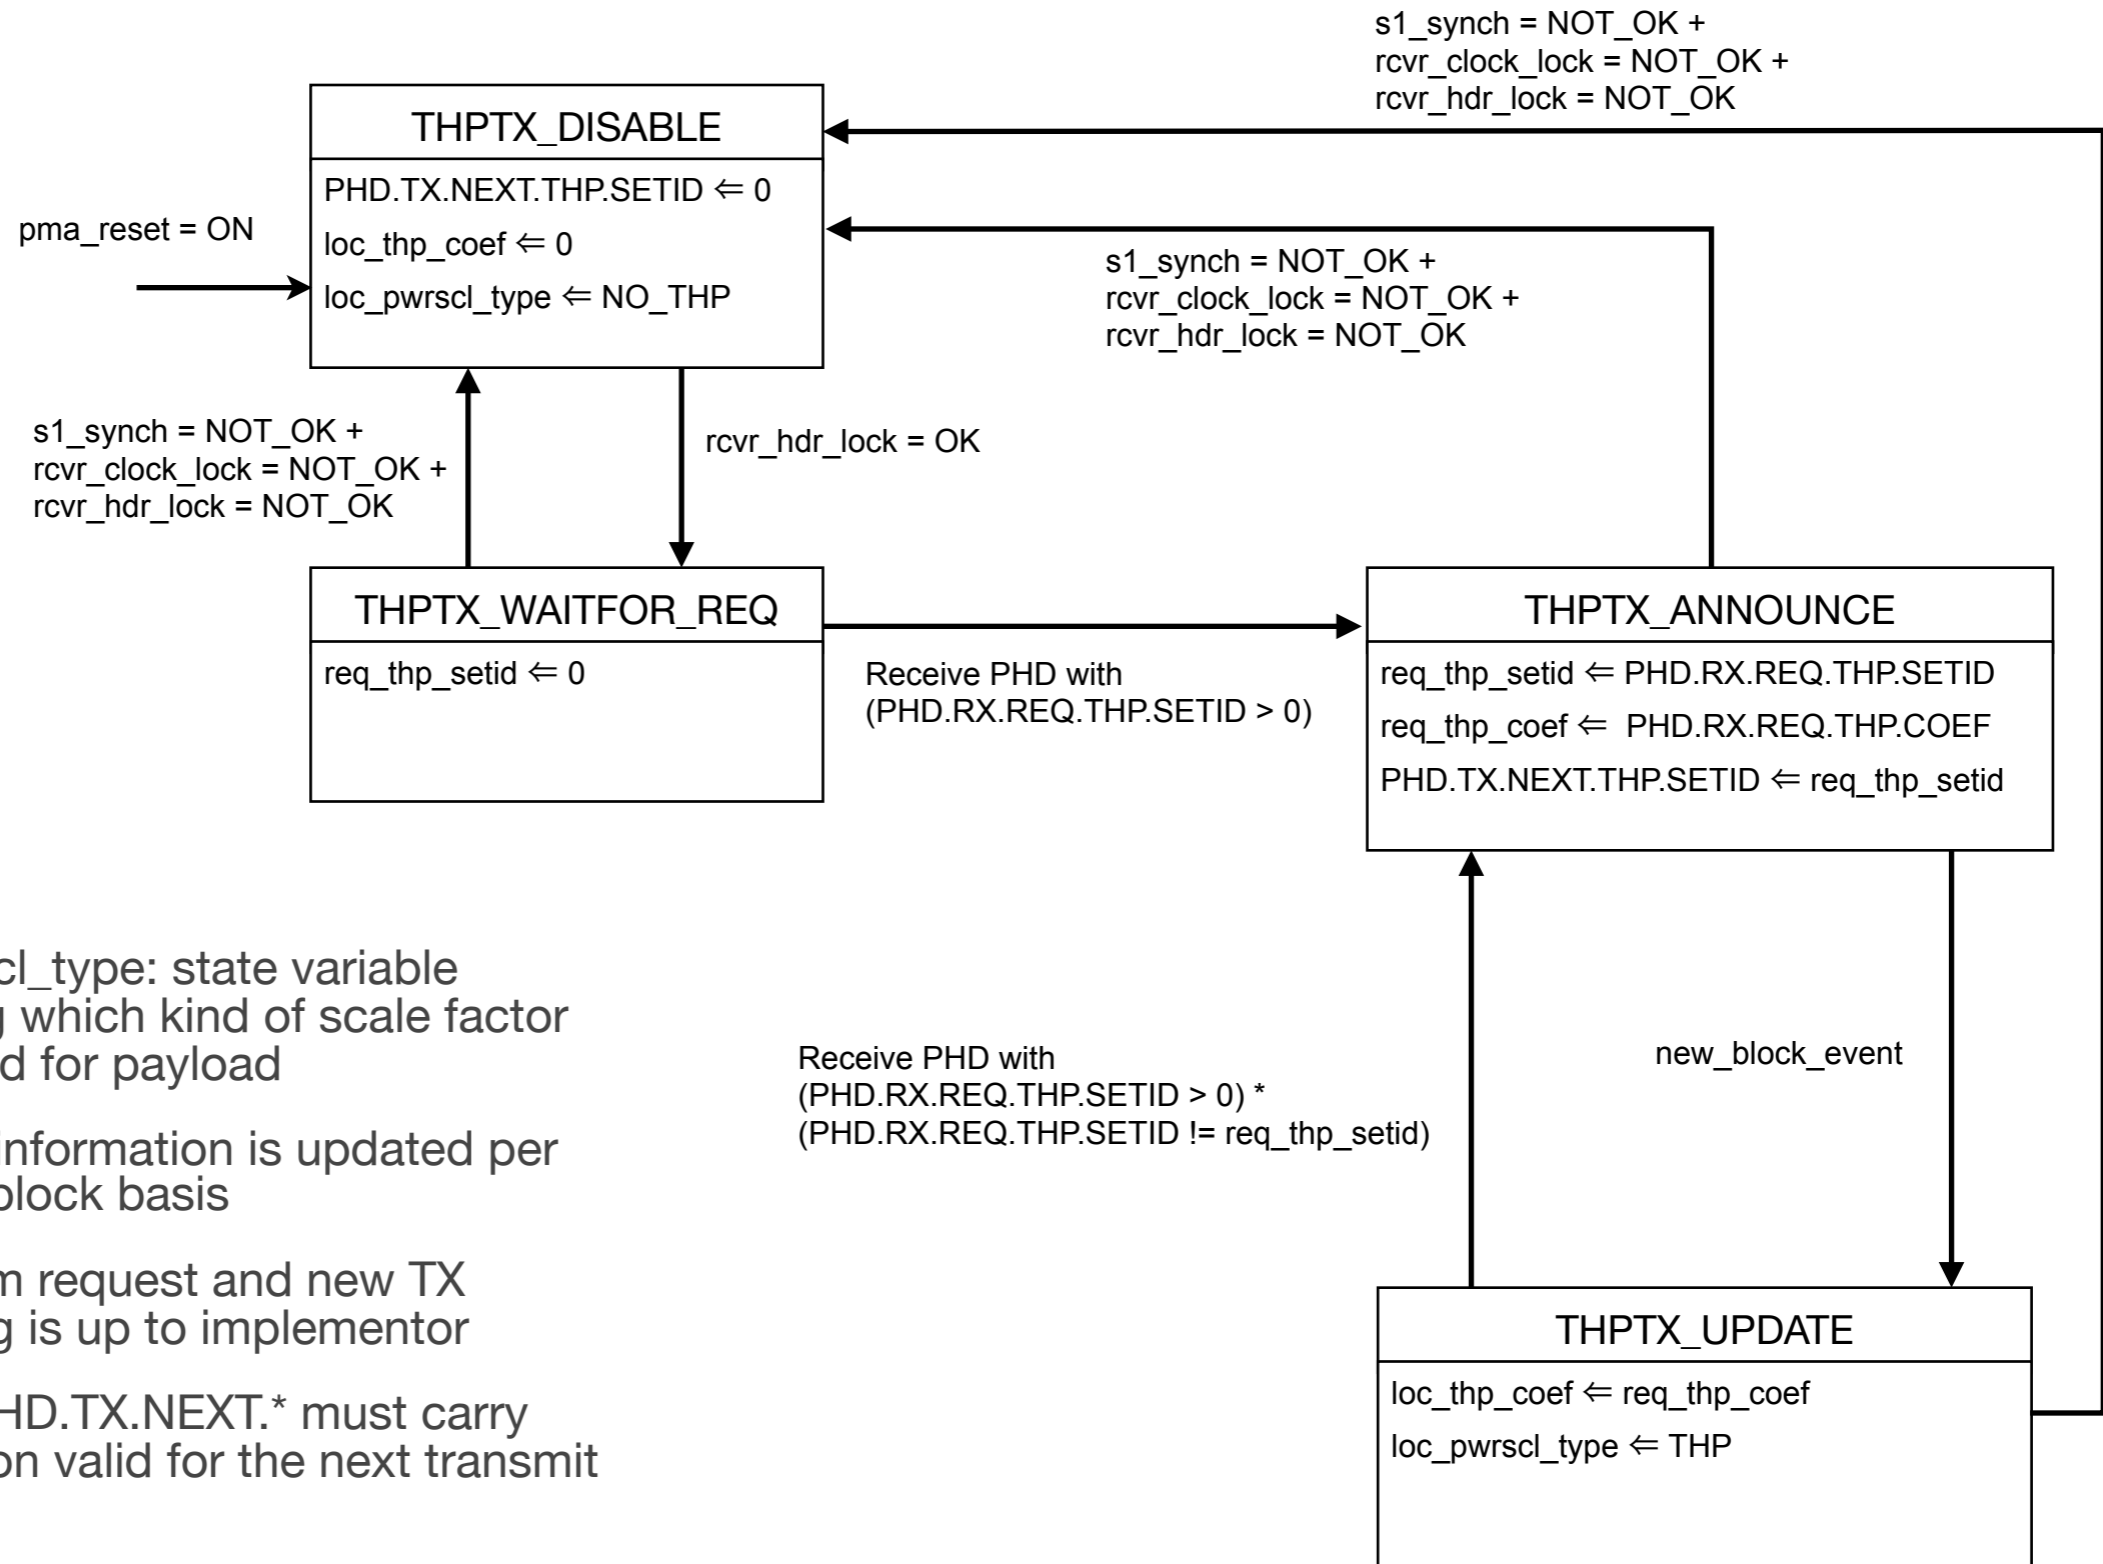 s1_synch = NOT_OK +
rcvr_clock_lock = NOT_OK +
rcvr_hdr_lock = NOT_OK
THPTX_DISABLE
PHD.TX.NEXT.THP.SETID ⇐ 0
loc_thp_coef ⇐ 0
loc_pwrscl_type ⇐ NO_THP
pma_reset = ON
s1_synch = NOT_OK +
rcvr_clock_lock = NOT_OK +
rcvr_hdr_lock = NOT_OK
s1_synch = NOT_OK +
rcvr_clock_lock = NOT_OK +
rcvr_hdr_lock = NOT_OK
rcvr_hdr_lock = OK
THPTX_WAITFOR_REQ
req_thp_setid ⇐ 0
Receive PHD with
(PHD.RX.REQ.THP.SETID > 0)
THPTX_ANNOUNCE
req_thp_setid ⇐ PHD.RX.REQ.THP.SETID
req_thp_coef ⇐ PHD.RX.REQ.THP.COEF
PHD.TX.NEXT.THP.SETID ⇐ req_thp_setid
cl_type: state variable
g which kind of scale factor
d for payload
information is updated per
block basis
m request and new TX
g is up to implementor
HD.TX.NEXT.* must carry
on valid for the next transmit
Receive PHD with
(PHD.RX.REQ.THP.SETID > 0) *
(PHD.RX.REQ.THP.SETID != req_thp_setid)
new_block_event
THPTX_UPDATE
loc_thp_coef ⇐ req_thp_coef
loc_pwrscl_type ⇐ THP